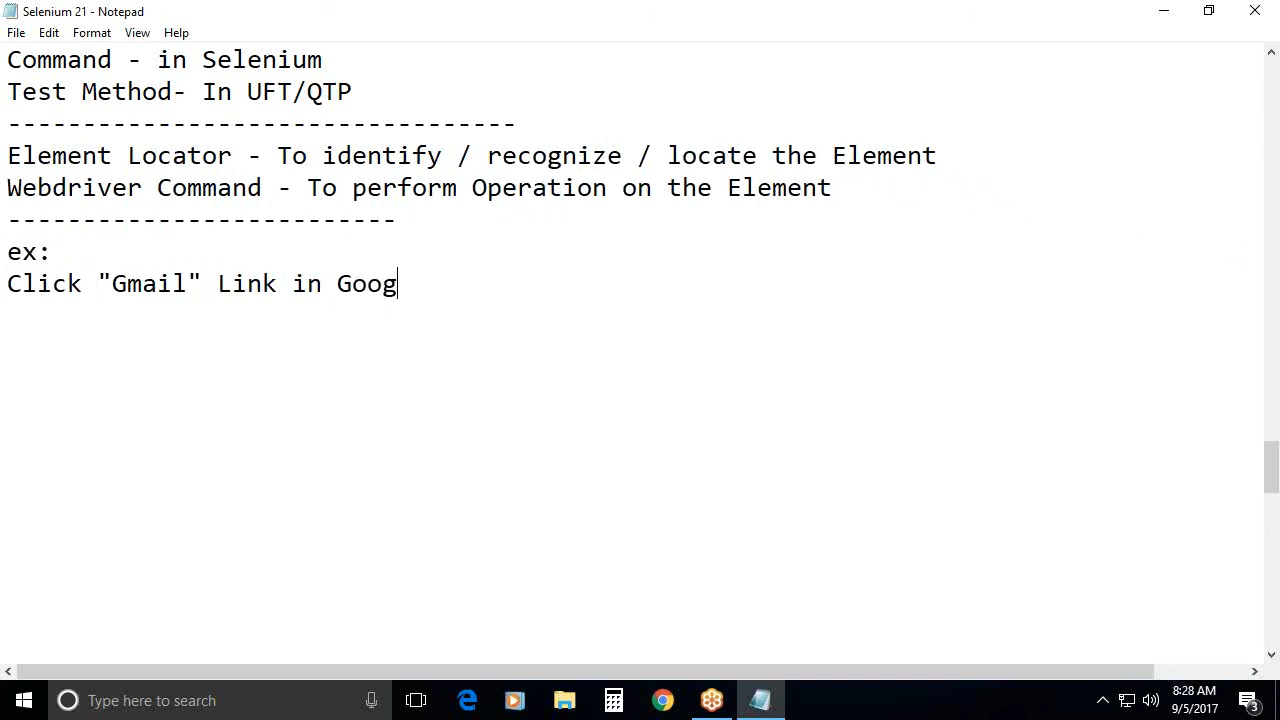 Selenium 21 - Notepad
File Edit Format View Help
Command - in Selenium
Test Method- In UFT/QTP
----------------------------------
Element Locator - To identify / recognize / locate the Element
Webdriver Command - To perform Operation on the Element
--------------------------
ex:
Click "Gmail" Link in Goog
Type here to search
8:28 AM
9/5/2017
3